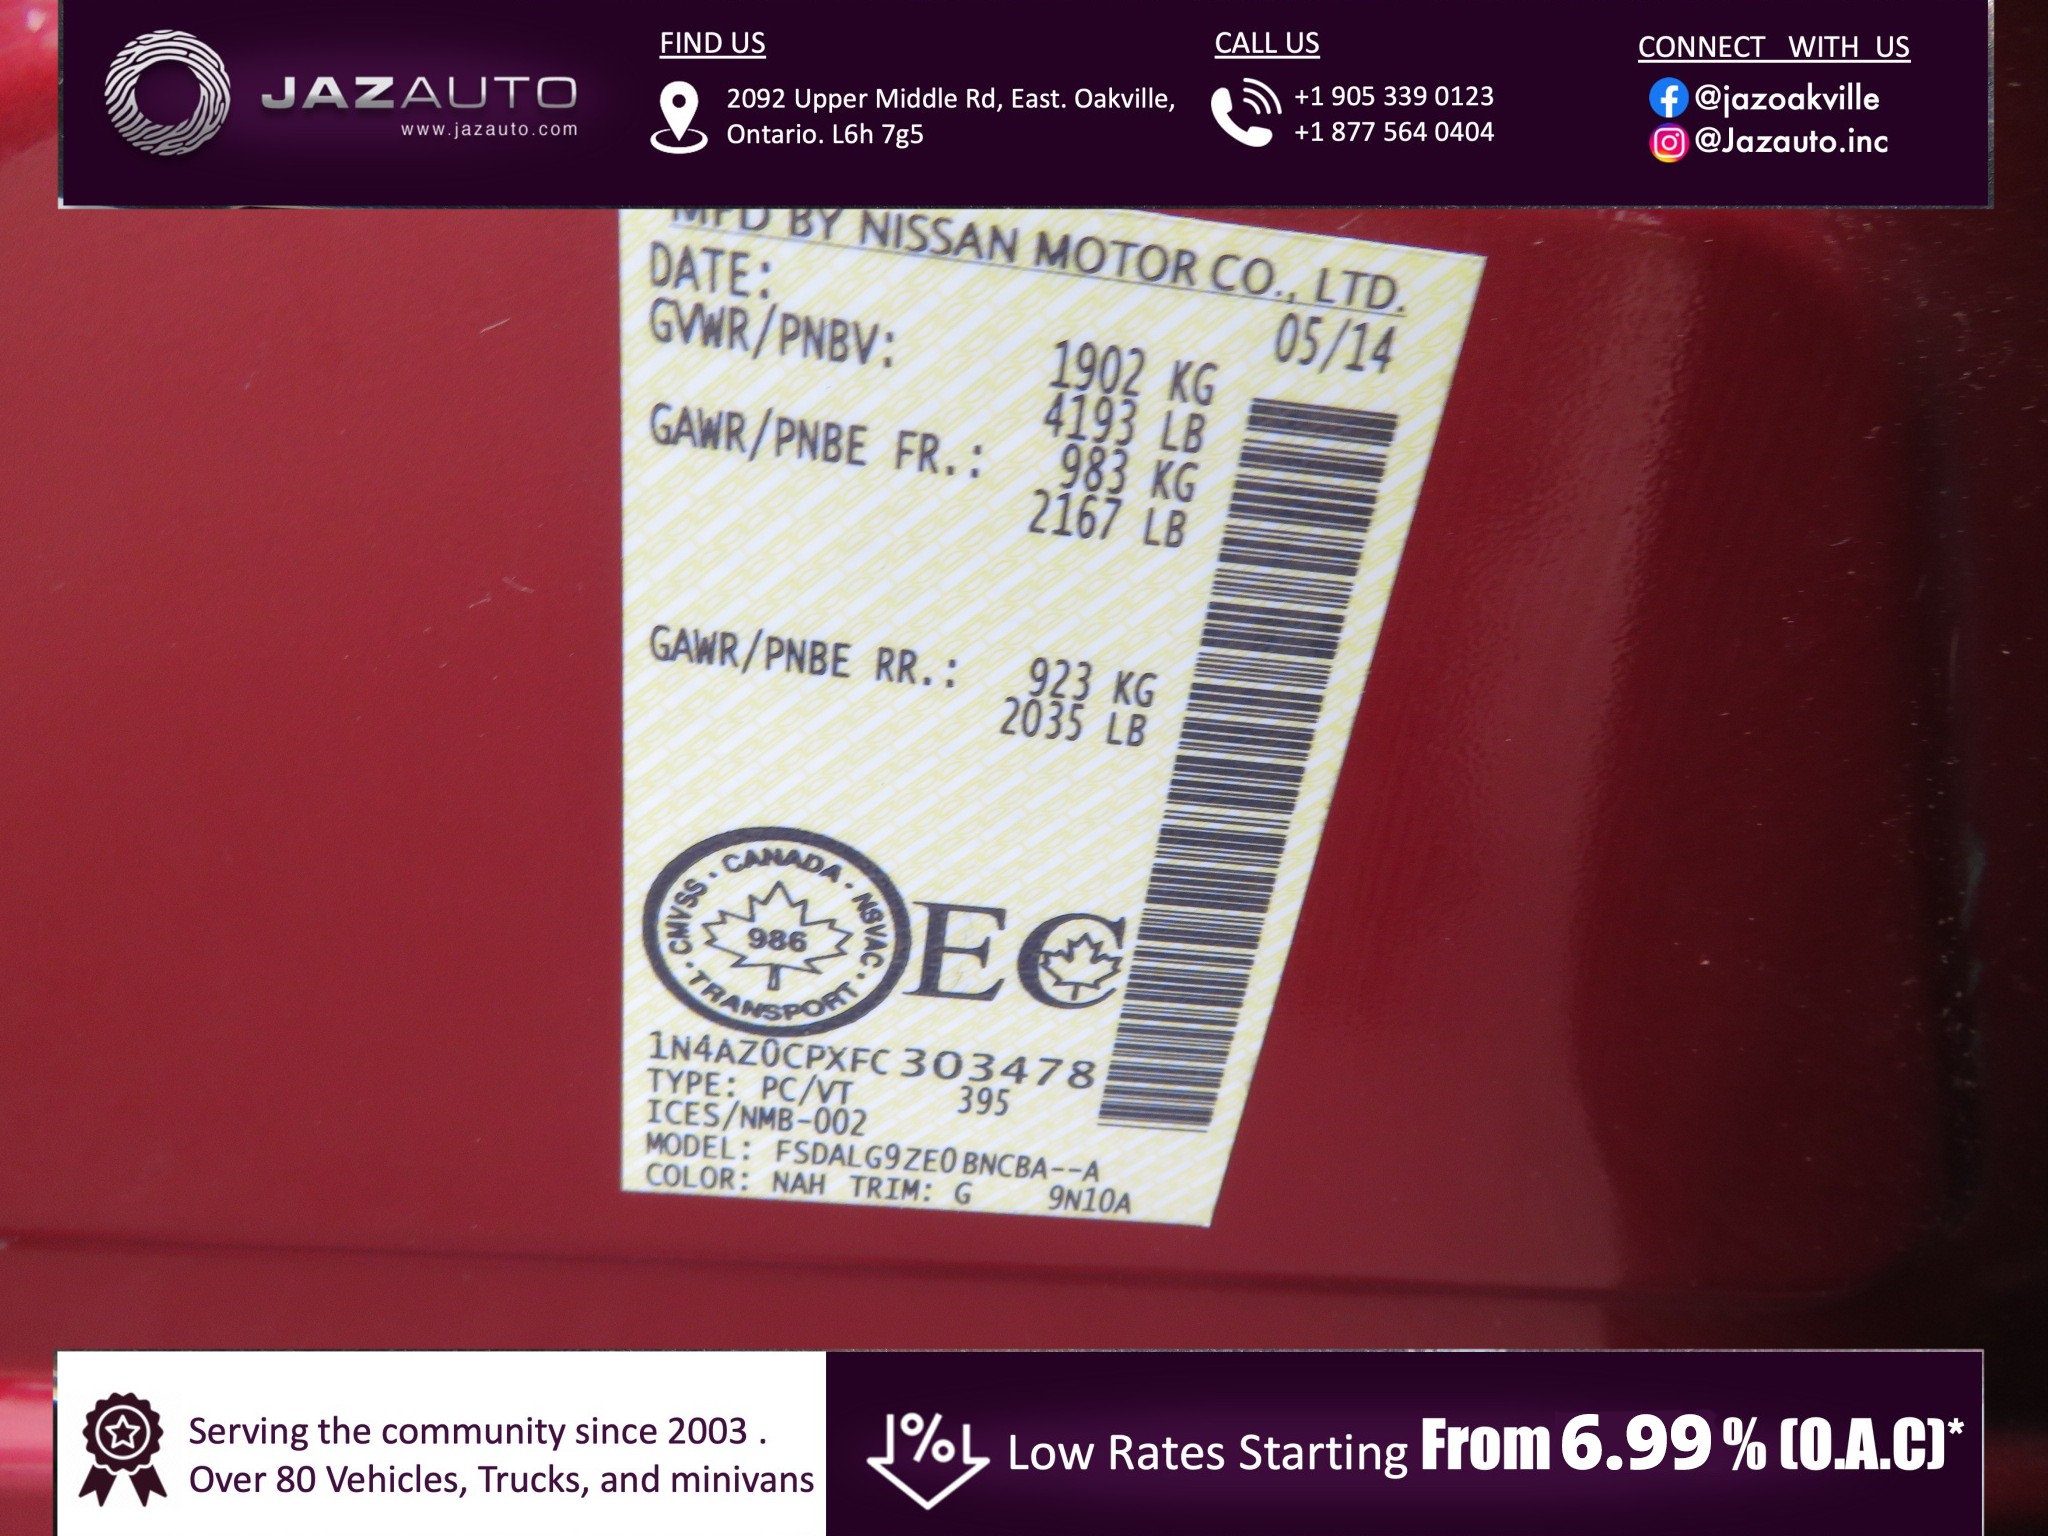 JAZAUTO
www.jazauto.com
FIND US
2092 Upper Middle Rd, East. Oakville,
Ontario. L6h 7g5
CALL US
+1 905 339 0123
+1 877 564 0404
CONNECT WITH US
@jazoakville
@Jazauto.inc
MFD BY NISSAN MOTOR CO., LTD.
DATE: 05/14
GVWR/PNBV: 1902 KG
4193 LB
GAWR/PNBE FR.: 983 KG
2167 LB
GAWR/PNBE RR.: 923 KG
2035 LB
CANADA · NSVAC · TRANSPORT · CMVSS ·
986
EC
1N4AZ0CPXFC303478
TYPE: PC/VT 395
ICES/NMB-002
MODEL: FSDALG9ZE0BNCBA--A
COLOR: NAH TRIM: G 9N10A
Serving the community since 2003 .
Over 80 Vehicles, Trucks, and minivans
% Low Rates Starting From 6.99 % (O.A.C)*